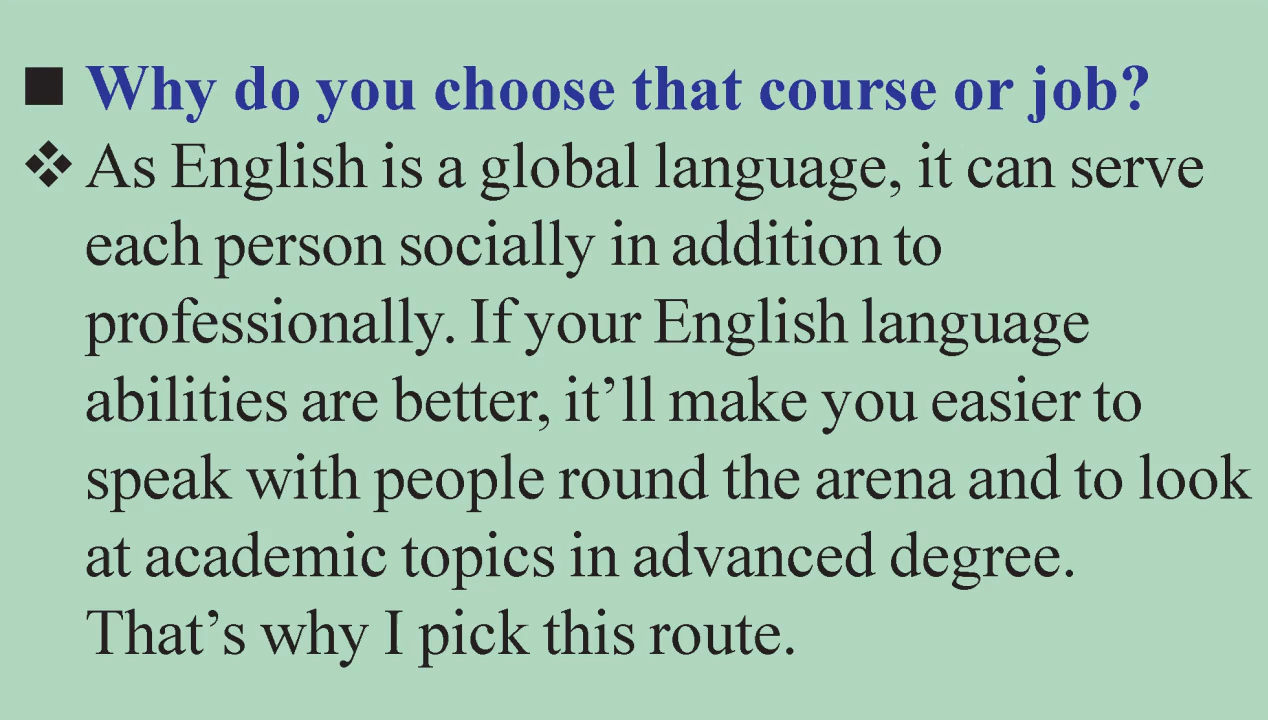 ■ Why do you choose that course or job?
❖ As English is a global language, it can serve
each person socially in addition to
professionally. If your English language
abilities are better, it’ll make you easier to
speak with people round the arena and to look
at academic topics in advanced degree.
That’s why I pick this route.